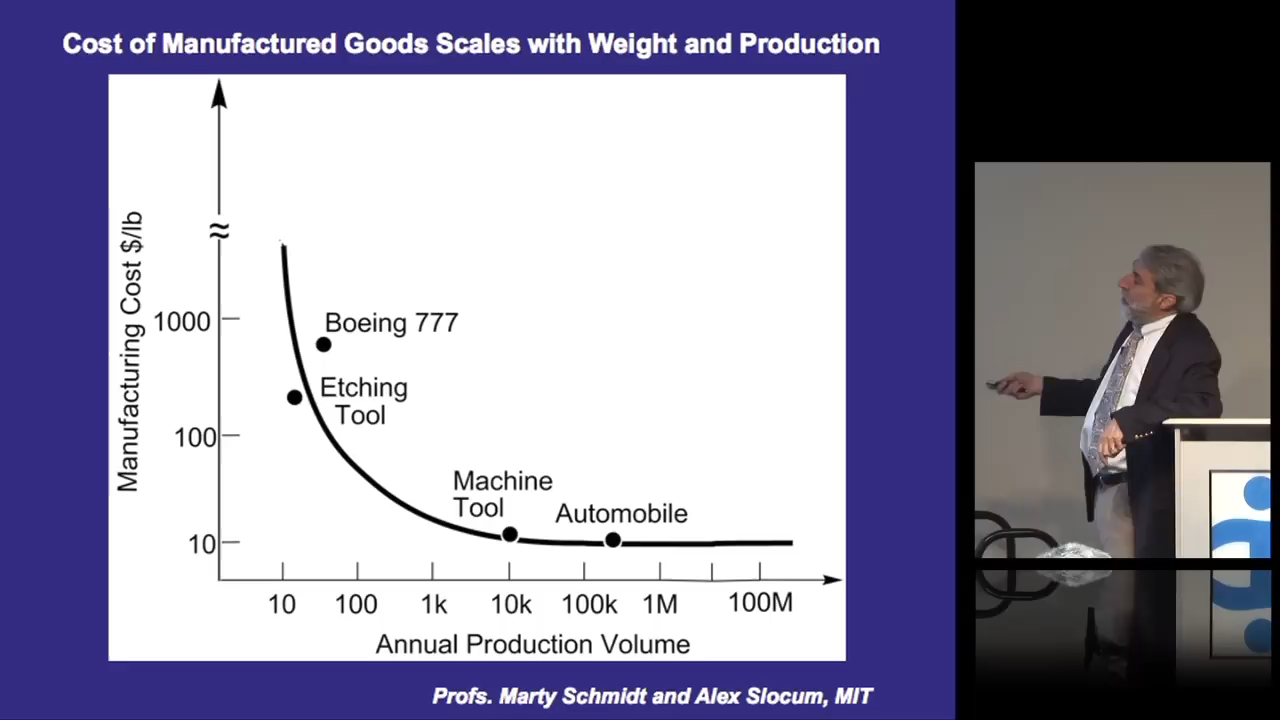 Cost of Manufactured Goods Scales with Weight and Production
Manufacturing Cost $/lb
1000
100
10
Boeing 777
Etching
Tool
Machine
Tool
Automobile
10 100 1k 10k 100k 1M 100M
Annual Production Volume
Profs. Marty Schmidt and Alex Slocum, MIT